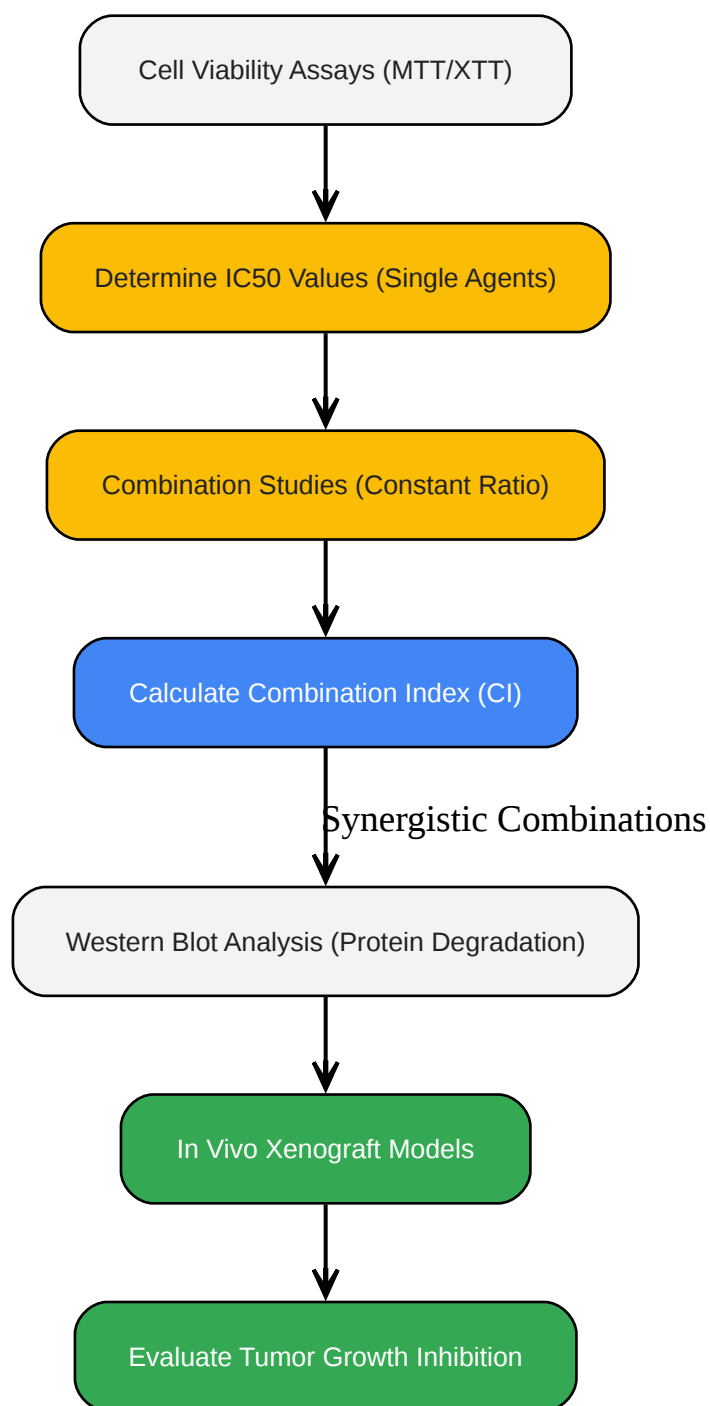 Cell Viability Assays (MTT/XTT)
Determine IC50 Values (Single Agents)
Combination Studies (Constant Ratio)
Calculate Combination Index (CI)
Synergistic Combinations
Western Blot Analysis (Protein Degradation)
In Vivo Xenograft Models
Evaluate Tumor Growth Inhibition